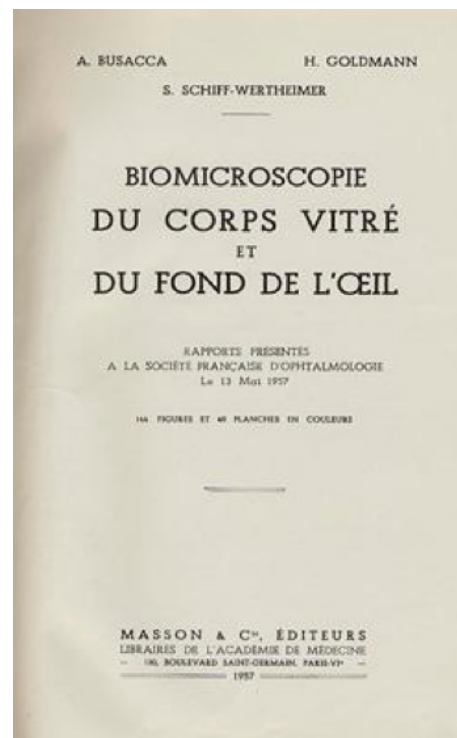 A. BUSACCA H. GOLDMANN
S. SCHIFF-WERTHEIMER
BIOMICROSCOPIE
DU CORPS VITRÉ
ET
DU FOND DE L'ŒIL
RAPPORTS PRÉSENTÉS
A LA SOCIÉTÉ FRANÇAISE D'OPHTALMOLOGIE
Le 13 Mai 1957
FIGURES ET PLANCHES EN COULEURS
MASSON & Cie, ÉDITEURS
LIBRAIRES DE L'ACADÉMIE DE MÉDECINE
— 120, BOULEVARD SAINT-GERMAIN, PARIS-VIe —
1957